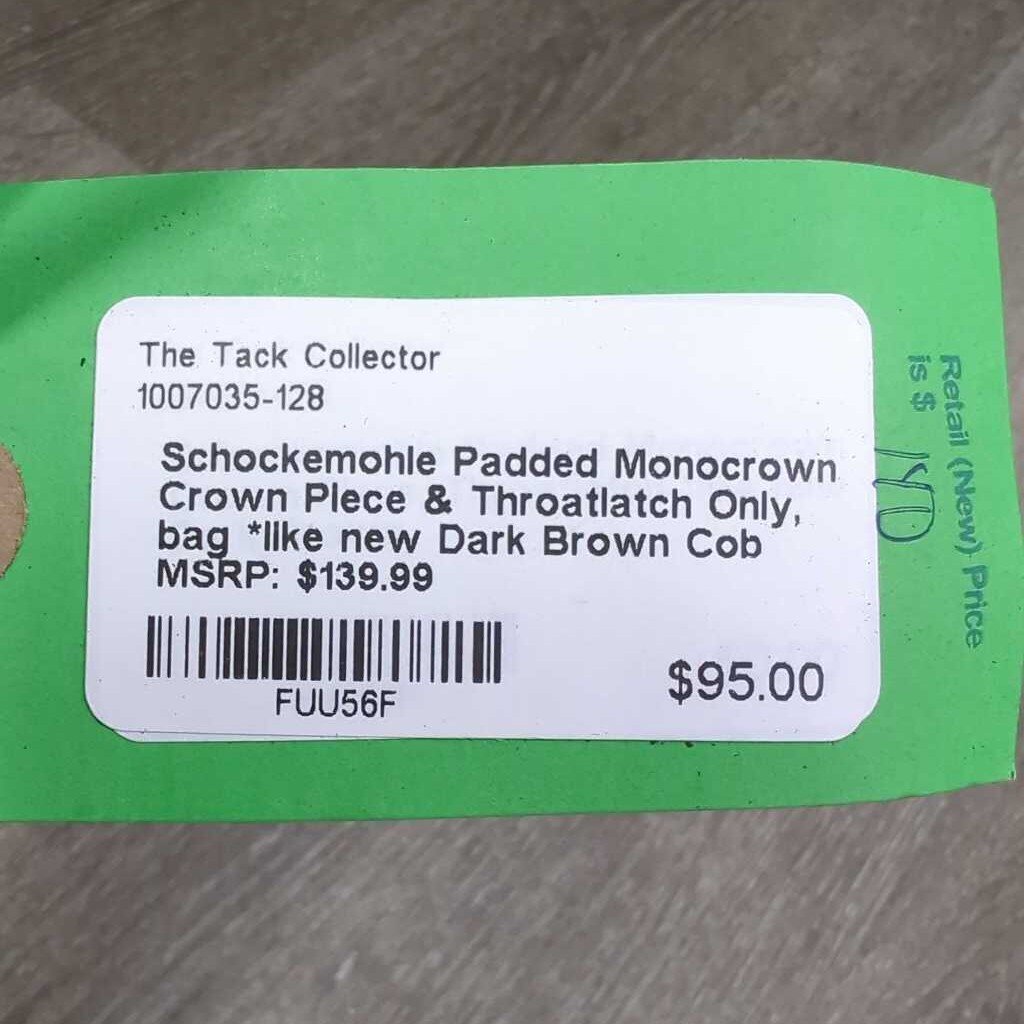 The Tack Collector
1007035-128
Schockemohle Padded Monocrown
Crown Piece & Throatlatch Only,
bag *like new Dark Brown Cob
MSRP: $139.99
FUU56F
$95.00
Retail (New) Price
is $